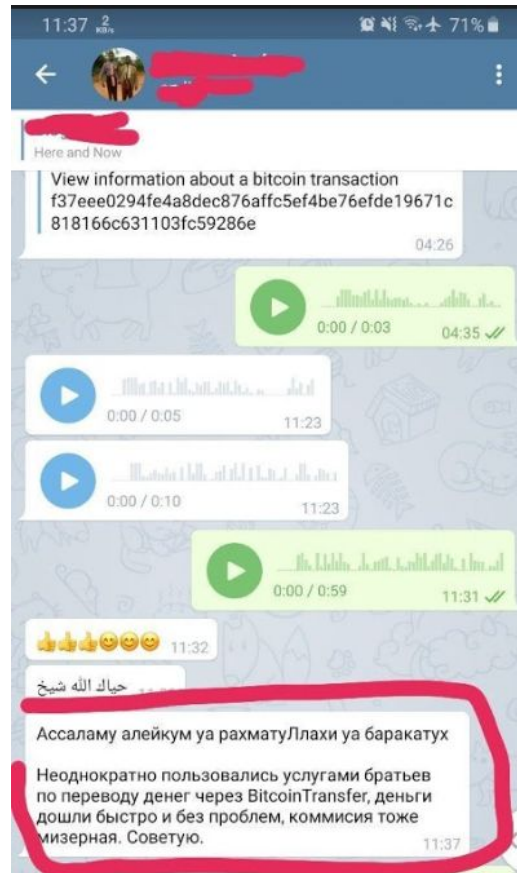 11:37 2 KB/s 71%
Here and Now
View information about a bitcoin transaction
f37eee0294fe4a8dec876affc5ef4be76efde19671c
818166c631103fc59286e
04:26
0:00 / 0:03 04:35
0:00 / 0:05 11:23
0:00 / 0:10 11:23
0:00 / 0:59 11:31
11:32
حياك الله شيخ
Ассаламу алейкум уа рахматуЛлахи уа баракатух
Неоднократно пользовались услугами братьев
по переводу денег через BitcoinTransfer, деньги
дошли быстро и без проблем, коммисия тоже
мизерная. Советую.
11:37